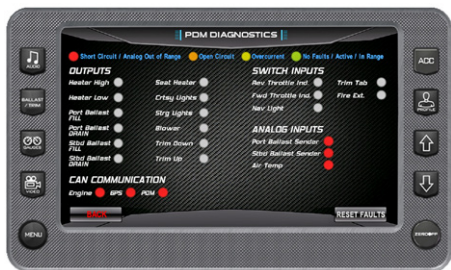 PDM DIAGNOSTICS
Short Circuit / Analog Out of Range
Open Circuit
Overcurrent
No Faults / Active / In Range
OUTPUTS
Heater High
Heater Low
Port Ballast
FILL
Port Ballast
DRAIN
Stbd Ballast
FILL
Stbd Ballast
DRAIN
Seat Heater
Crtsy Lights
Strg Lights
Blower
Trim Down
Trim Up
SWITCH INPUTS
Rev Throttle Ind.
Fwd Throttle Ind.
Nav Light
Trim Tab
Fire Ext.
ANALOG INPUTS
Port Ballast Sender
Stbd Ballast Sender
Air Temp
CAN COMMUNICATION
Engine
GPS
PDM
BACK
RESET FAULTS
AUDIO
BALLAST
/ TRIM
GAUGES
VIDEO
MENU
ACC
PROFILE
ZEROOFF